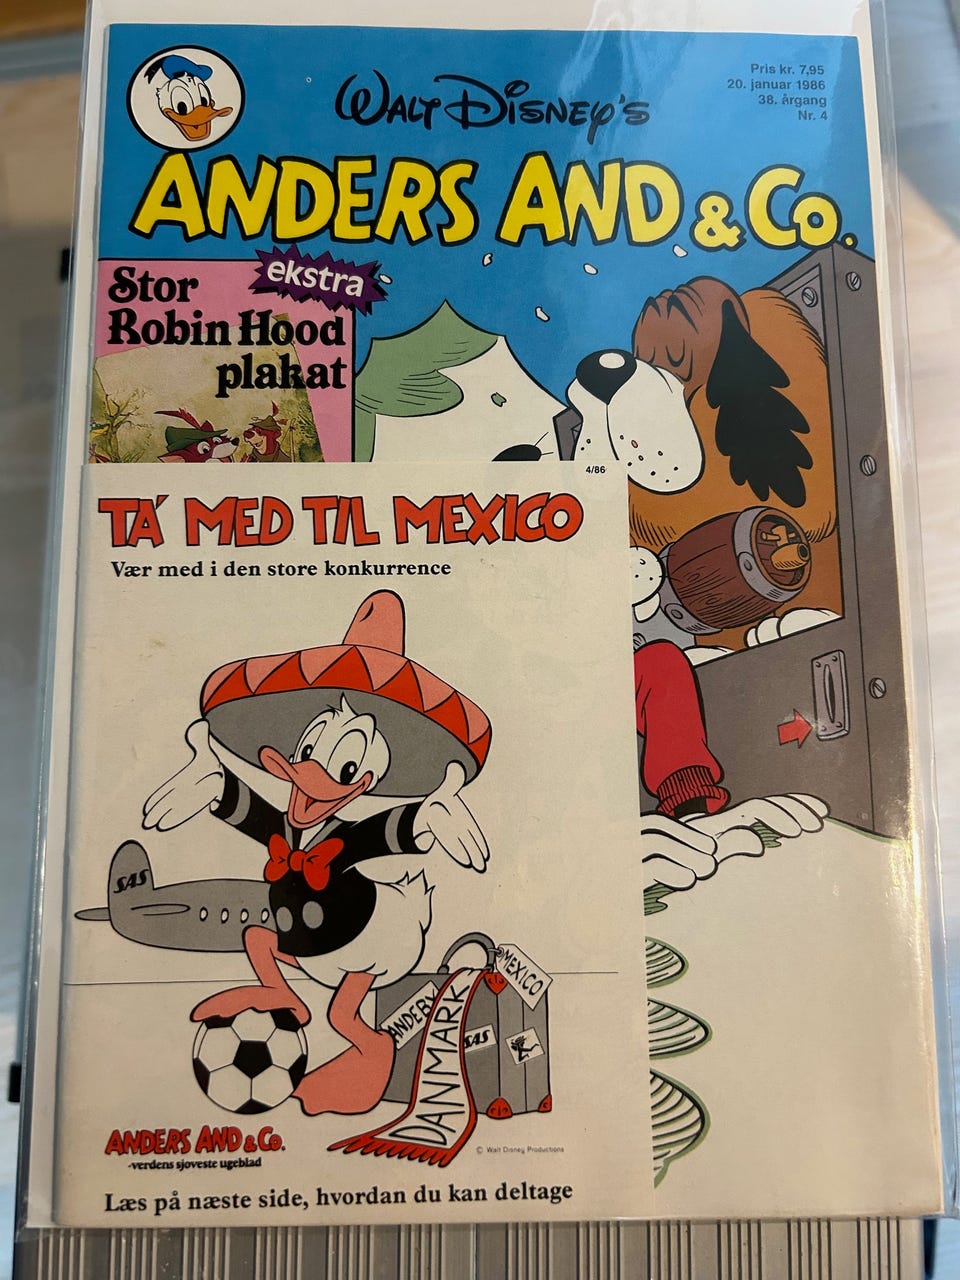 Walt Disney's
Pris kr. 7,95
20. januar 1986
38. årgang
Nr. 4
ANDERS AND & Co.
ekstra
Stor
Robin Hood
plakat
4/86
TA' MED TIL MEXICO
Vær med i den store konkurrence
SAS
MEXICO
ANDEBY
DANMARK
SAS
ANDERS AND & Co.
-verdens sjoveste ugeblad
© Walt Disney Productions
Læs på næste side, hvordan du kan deltage